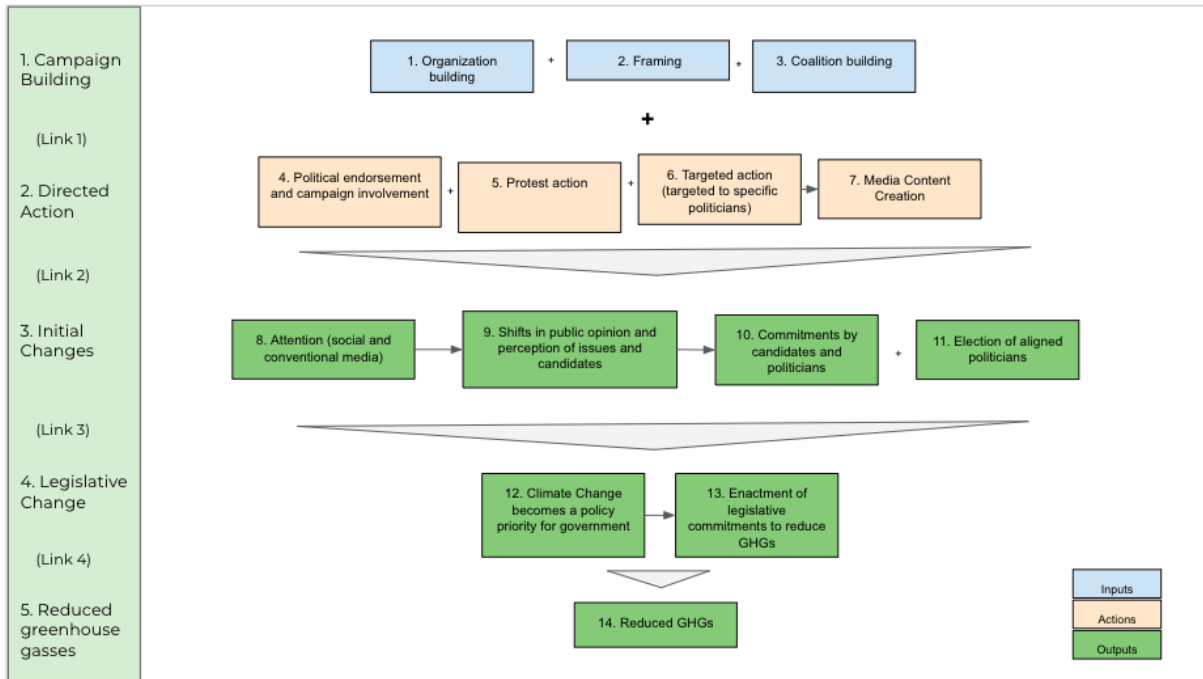 1. Campaign
Building
1. Organization
building
+
2. Framing
+
3. Coalition building
(Link 1)
+
2. Directed
Action
4. Political endorsement
and campaign involvement
+
5. Protest action
+
6. Targeted action
(targeted to specific
politicians)
7. Media Content
Creation
(Link 2)
3. Initial
Changes
8. Attention (social and
conventional media)
9. Shifts in public opinion and
perception of issues and
candidates
10. Commitments by
candidates and
politicians
+
11. Election of aligned
politicians
(Link 3)
4. Legislative
Change
12. Climate Change
becomes a policy
priority for government
13. Enactment of
legislative
commitments to reduce
GHGs
(Link 4)
5. Reduced
greenhouse
gasses
14. Reduced GHGs
Inputs
Actions
Outputs